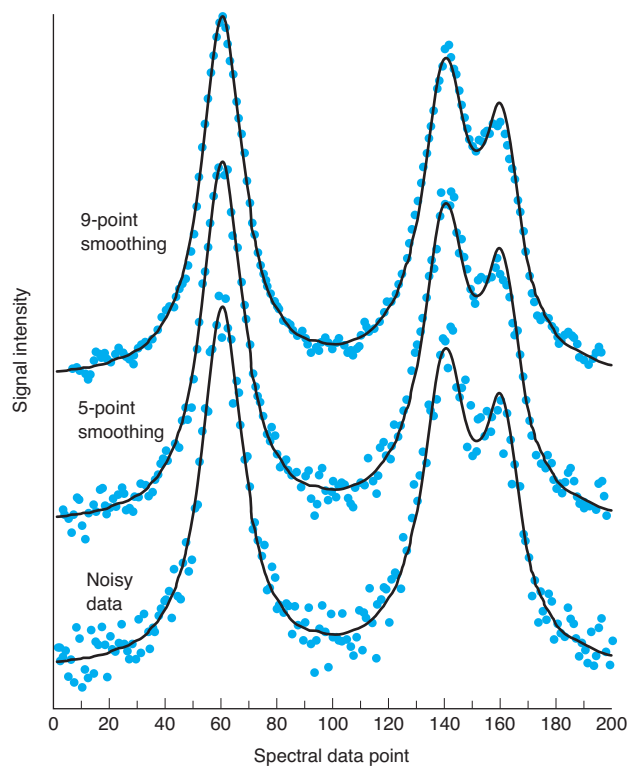 9-point
smoothing
Signal intensity
5-point
smoothing
Noisy
data
0 20 40 60 80 100 120 140 160 180 200
Spectral data point